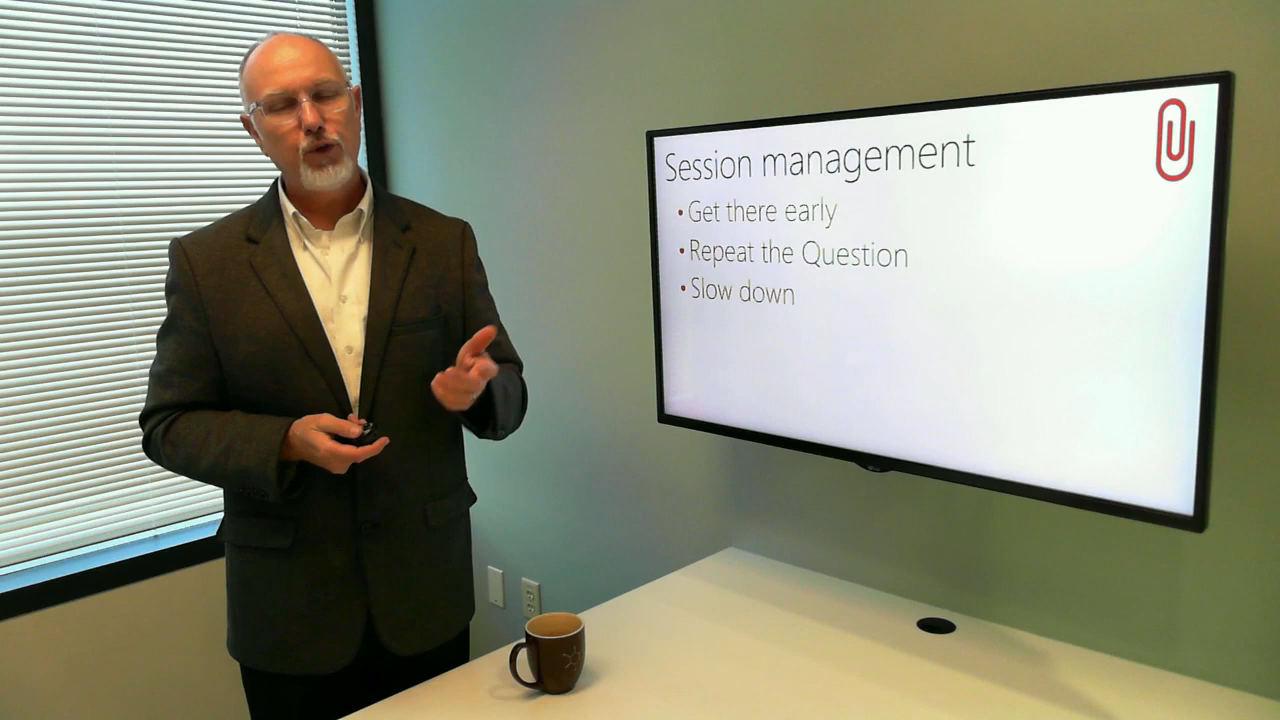 Session management
• Get there early
• Repeat the Question
• Slow down